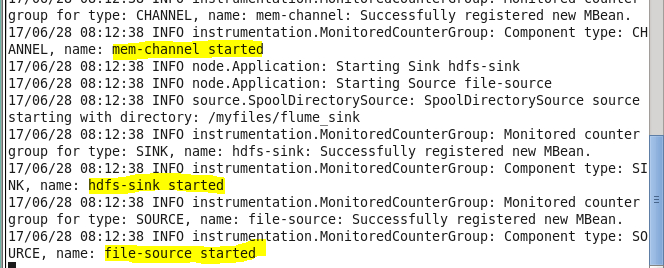 17/06/28 08:12:38 INFO instrumentation.MonitoredCounterGroup: Monitored counter
group for type: CHANNEL, name: mem-channel: Successfully registered new MBean.
17/06/28 08:12:38 INFO instrumentation.MonitoredCounterGroup: Component type: CH
ANNEL, name: mem-channel started
17/06/28 08:12:38 INFO node.Application: Starting Sink hdfs-sink
17/06/28 08:12:38 INFO node.Application: Starting Source file-source
17/06/28 08:12:38 INFO source.SpoolDirectorySource: SpoolDirectorySource source
starting with directory: /myfiles/flume_sink
17/06/28 08:12:38 INFO instrumentation.MonitoredCounterGroup: Monitored counter
group for type: SINK, name: hdfs-sink: Successfully registered new MBean.
17/06/28 08:12:38 INFO instrumentation.MonitoredCounterGroup: Component type: SI
NK, name: hdfs-sink started
17/06/28 08:12:38 INFO instrumentation.MonitoredCounterGroup: Monitored counter
group for type: SOURCE, name: file-source: Successfully registered new MBean.
17/06/28 08:12:38 INFO instrumentation.MonitoredCounterGroup: Component type: SO
URCE, name: file-source started